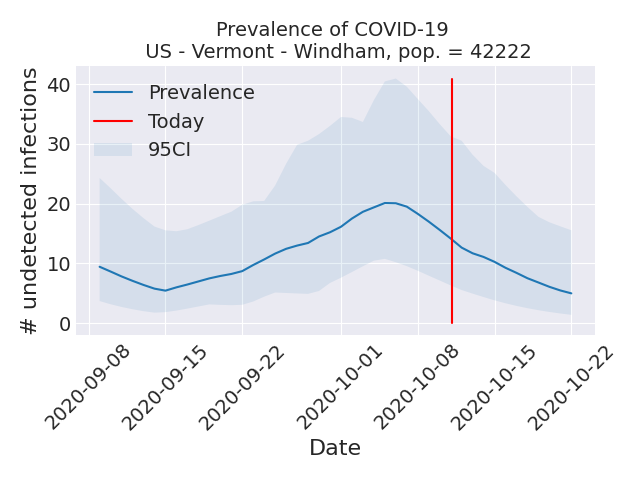 Prevalence of COVID-19
US - Vermont - Windham, pop. = 42222
# undetected infections
40
30
20
10
0
Prevalence
Today
95CI
2020-09-08
2020-09-15
2020-09-22
2020-10-01
2020-10-08
2020-10-15
2020-10-22
Date